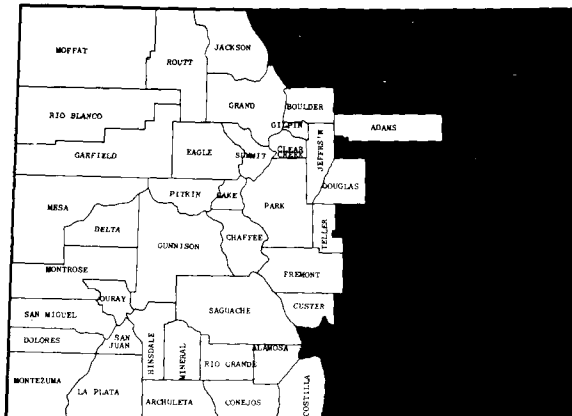 JACKSON
MOFFAT
ROUTT
GRAND
BOULDER
RIO BLANCO
GILPIN
ADAMS
CLEAR
CREEK
JEFFERS'N
GARFIELD
EAGLE
SUMMIT
DOUGLAS
PITKIN
LAKE
PARK
MESA
DELTA
CHAFFEE
TELLER
GUNNISON
MONTROSE
FREMONT
OURAY
SAGUACHE
CUSTER
SAN MIGUEL
DOLORES
SAN
JUAN
HINSDALE
MINERAL
ALAMOSA
RIO GRANDE
MONTEZUMA
LA PLATA
ARCHULETA
CONEJOS
COSTILLA